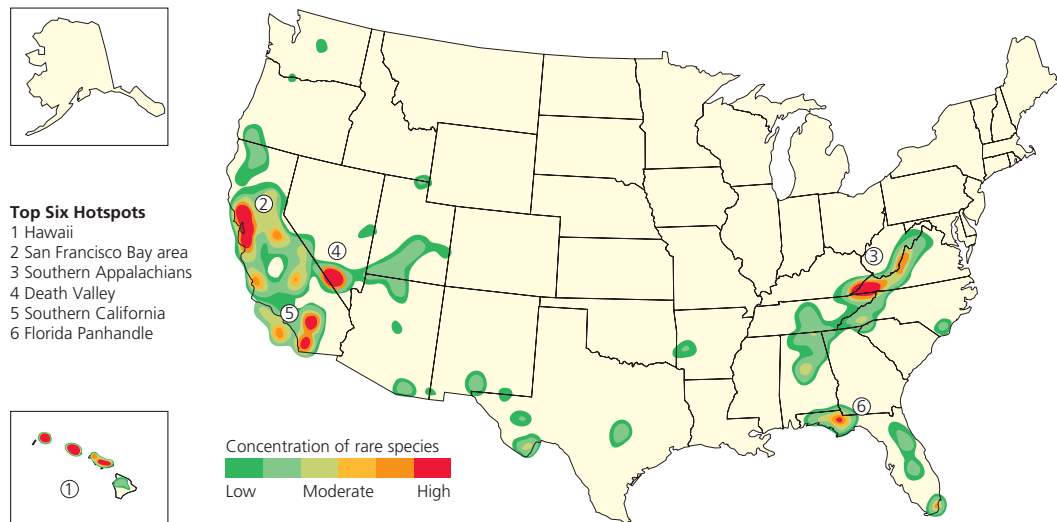 2
4
3
Top Six Hotspots
1 Hawaii
2 San Francisco Bay area
3 Southern Appalachians
4 Death Valley
5 Southern California
6 Florida Panhandle
5
6
1
Concentration of rare species
Low Moderate High